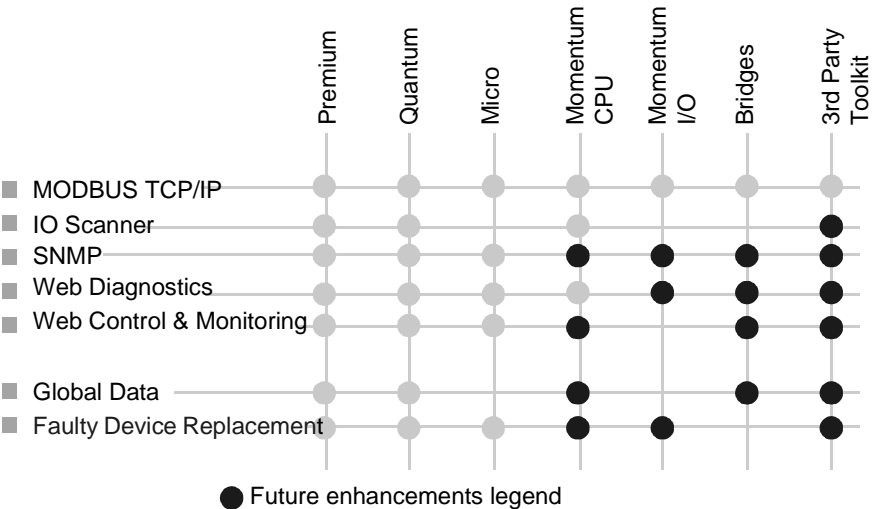 Premium
Quantum
Micro
Momentum
CPU
Momentum
I/O
Bridges
3rd Party
Toolkit
MODBUS TCP/IP
IO Scanner
SNMP
Web Diagnostics
Web Control & Monitoring
Global Data
Faulty Device Replacement
Future enhancements legend